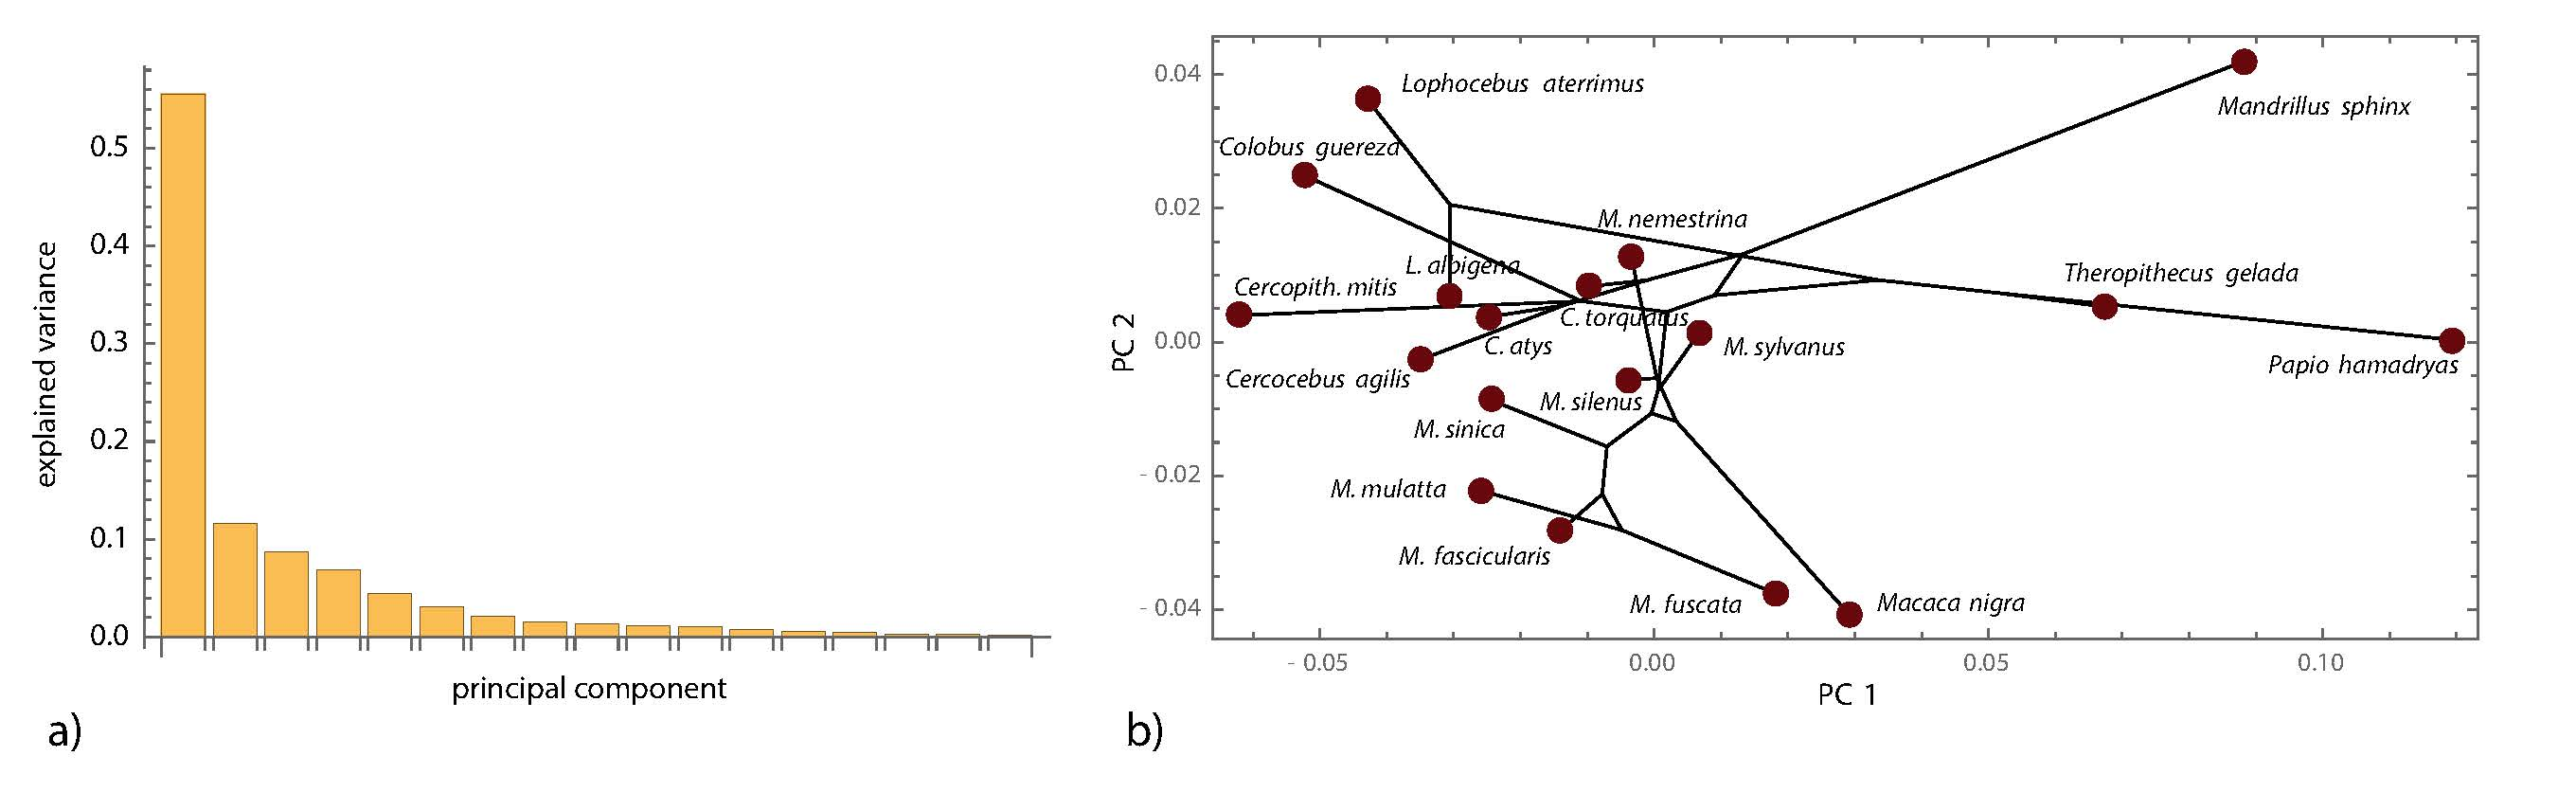 explained variance
0.5
0.4
0.3
0.2
0.1
0.0
principal component
a)
PC 2
0.04
0.02
0.00
- 0.02
- 0.04
Lophocebus aterrimus
Mandrillus sphinx
Colobus guereza
M. nemestrina
L. albigena
Theropithecus gelada
Cercopith. mitis
C. torquatus
C. atys
M. sylvanus
Papio hamadryas
Cercocebus agilis
M. silenus
M. sinica
M. mulatta
M. fascicularis
M. fuscata
Macaca nigra
- 0.05
0.00
0.05
0.10
PC 1
b)